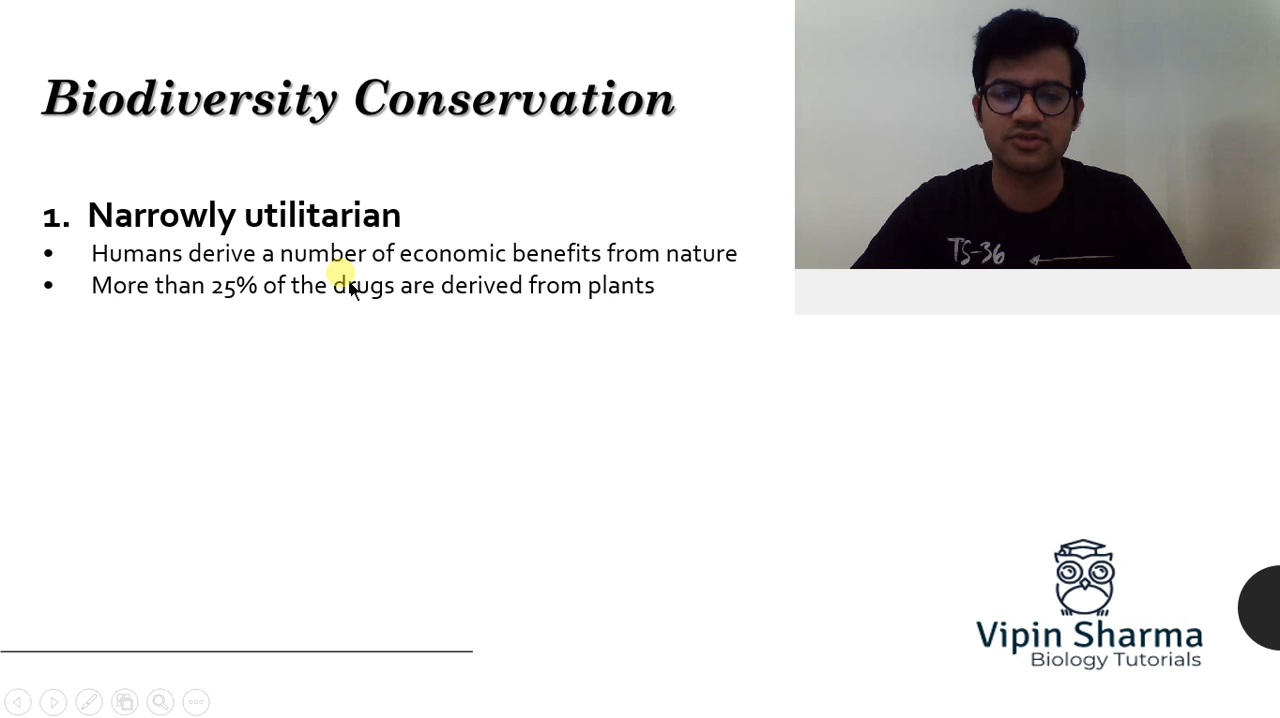 Biodiversity Conservation
1. Narrowly utilitarian
• Humans derive a number of economic benefits from nature
• More than 25% of the drugs are derived from plants
TS-36
Vipin Sharma
Biology Tutorials